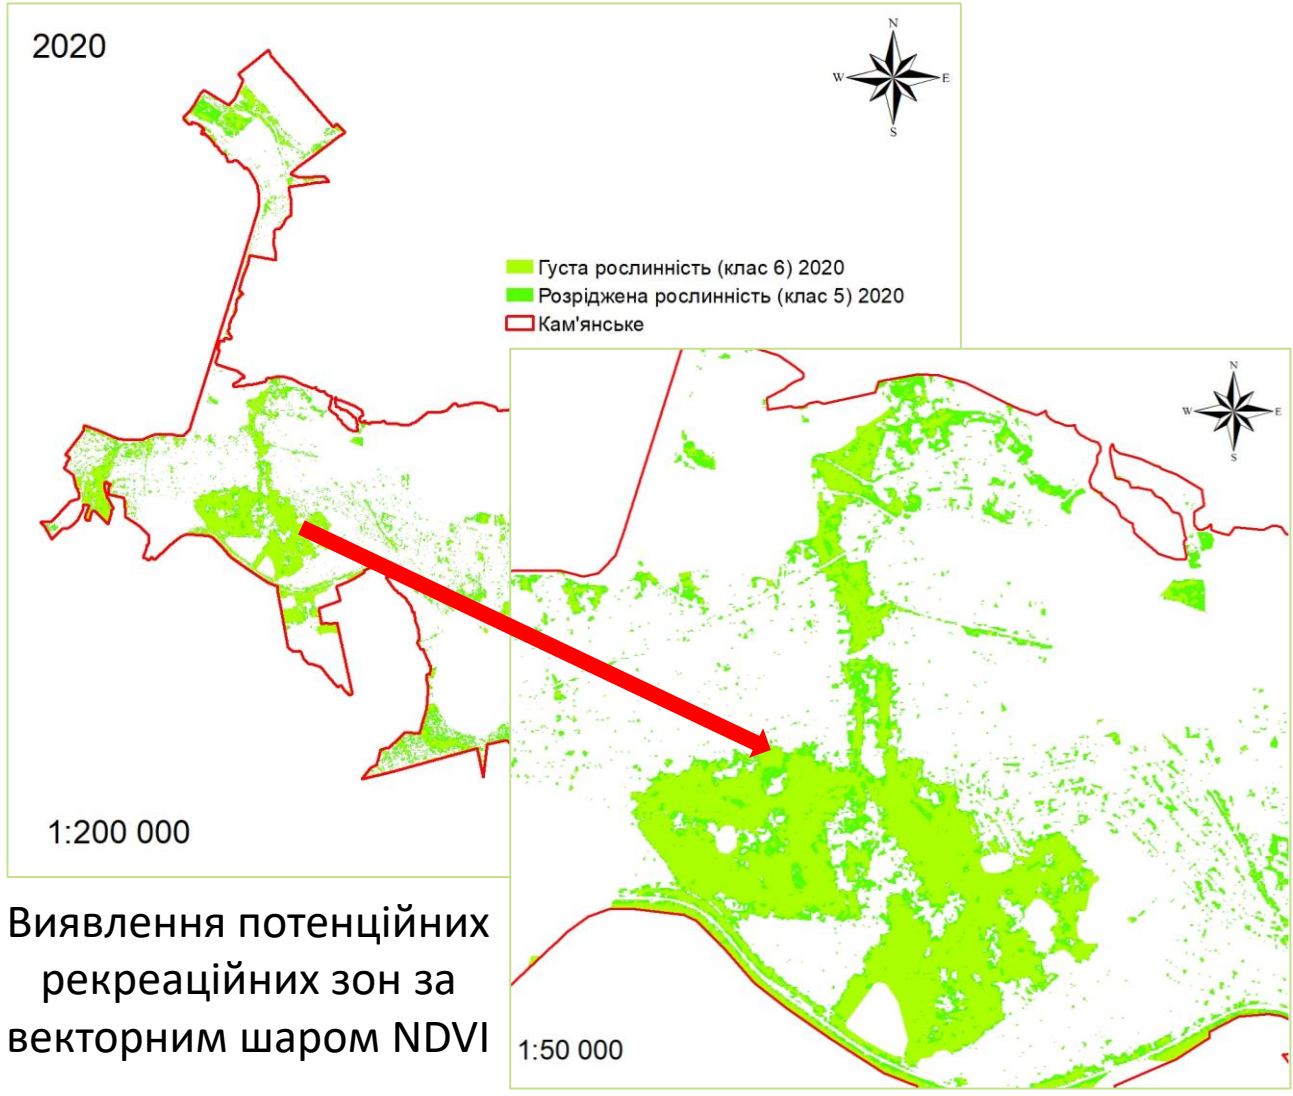 2020
N
W E
S
Густа рослинність (клас 6) 2020
Розріджена рослинність (клас 5) 2020
Кам'янське
N
W E
S
1:200 000
1:50 000
Виявлення потенційних
рекреаційних зон за
векторним шаром NDVI